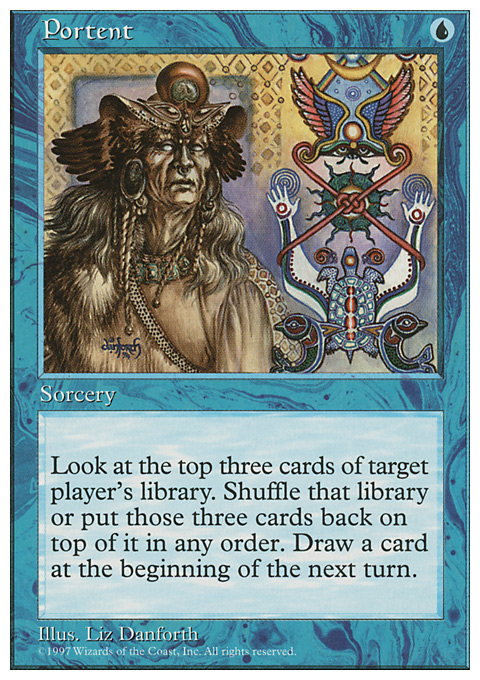 Portent
Danforth
Sorcery
Look at the top three cards of target
player's library. Shuffle that library
or put those three cards back on
top of it in any order. Draw a card
at the beginning of the next turn.
Illus. Liz Danforth
©1997 Wizards of the Coast, Inc. All rights reserved.